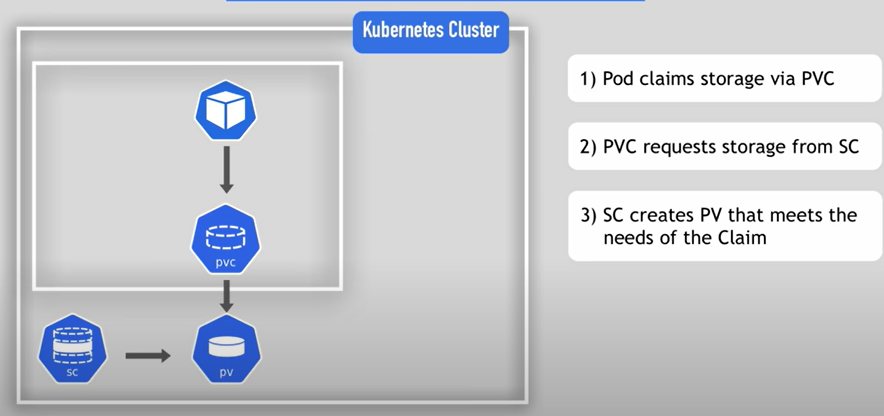 Kubernetes Cluster
1) Pod claims storage via PVC
2) PVC requests storage from SC
3) SC creates PV that meets the
needs of the Claim
pvc
sc
pv